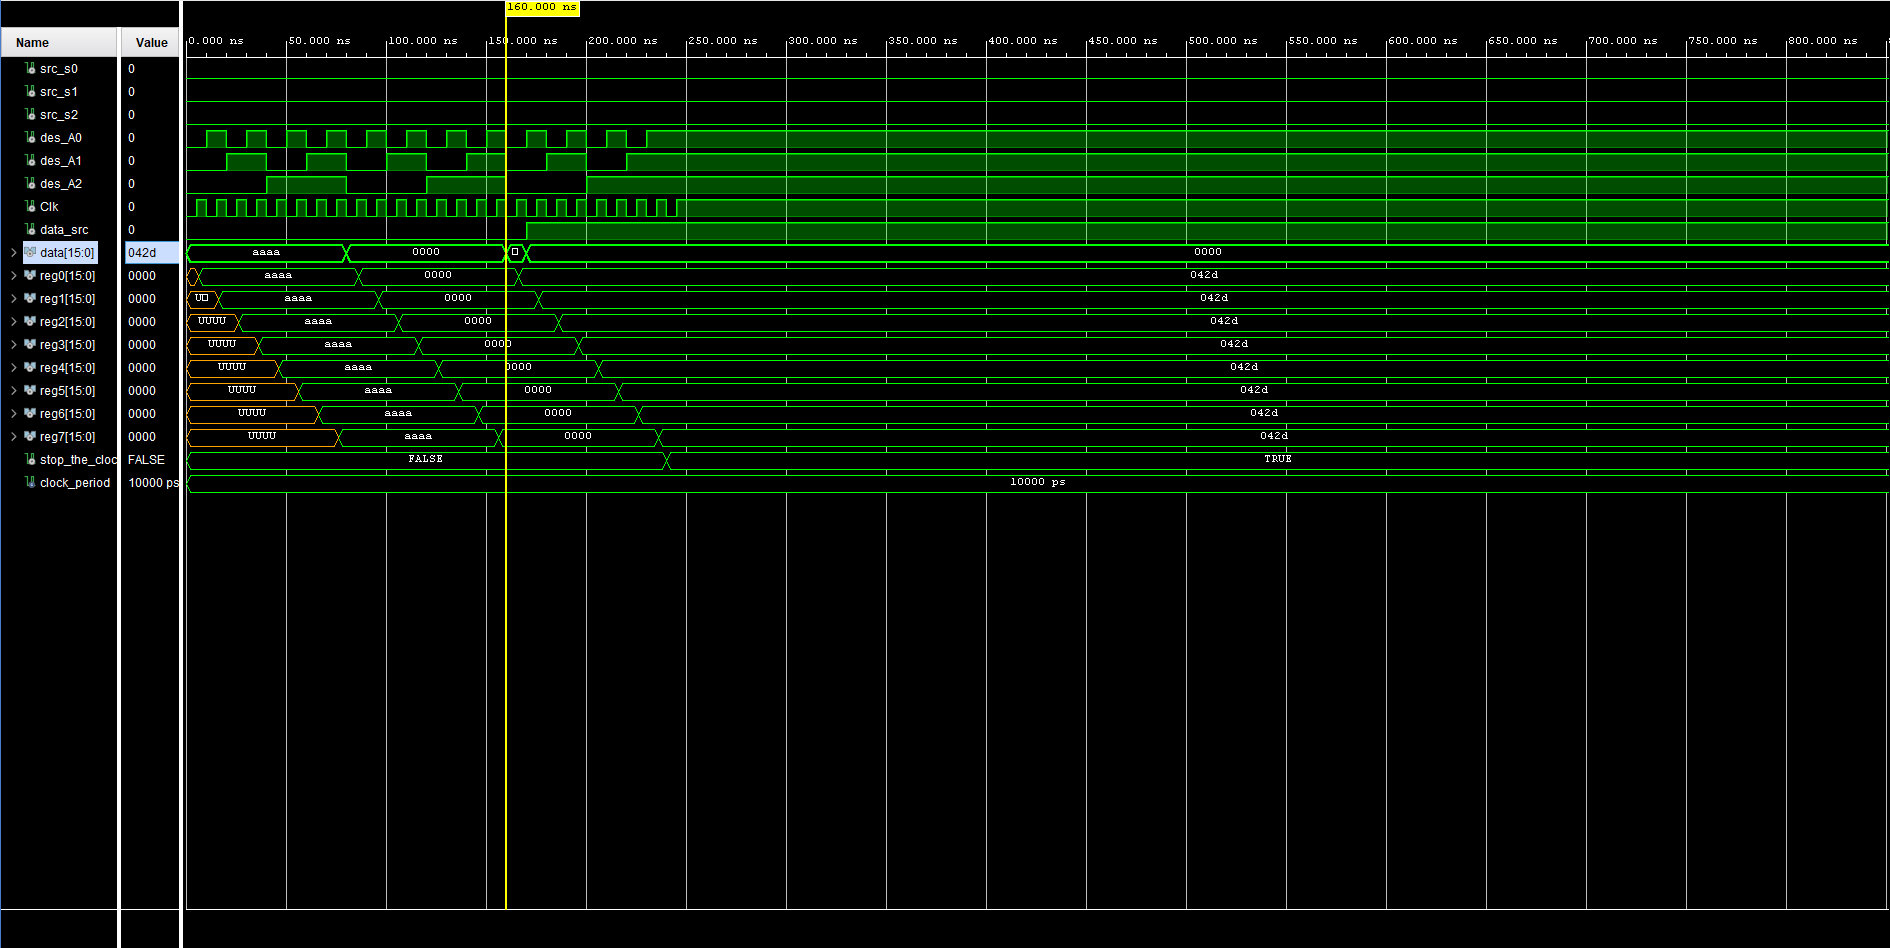 160.000 ns
Name Value
0.000 ns 50.000 ns 100.000 ns 150.000 ns 200.000 ns 250.000 ns 300.000 ns 350.000 ns 400.000 ns 450.000 ns 500.000 ns 550.000 ns 600.000 ns 650.000 ns 700.000 ns 750.000 ns 800.000 ns
src_s0 0
src_s1 0
src_s2 0
des_A0 0
des_A1 0
des_A2 0
Clk 0
data_src 0
data[15:0] 042d aaaa 0000 0000
reg0[15:0] 0000 aaaa 0000 042d
reg1[15:0] 0000 U aaaa 0000 042d
reg2[15:0] 0000 UUUU aaaa 0000 042d
reg3[15:0] 0000 UUUU aaaa 0000 042d
reg4[15:0] 0000 UUUU aaaa 0000 042d
reg5[15:0] 0000 UUUU aaaa 0000 042d
reg6[15:0] 0000 UUUU aaaa 0000 042d
reg7[15:0] 0000 UUUU aaaa 0000 042d
stop_the_cloc FALSE FALSE TRUE
clock_period 10000 ps 10000 ps